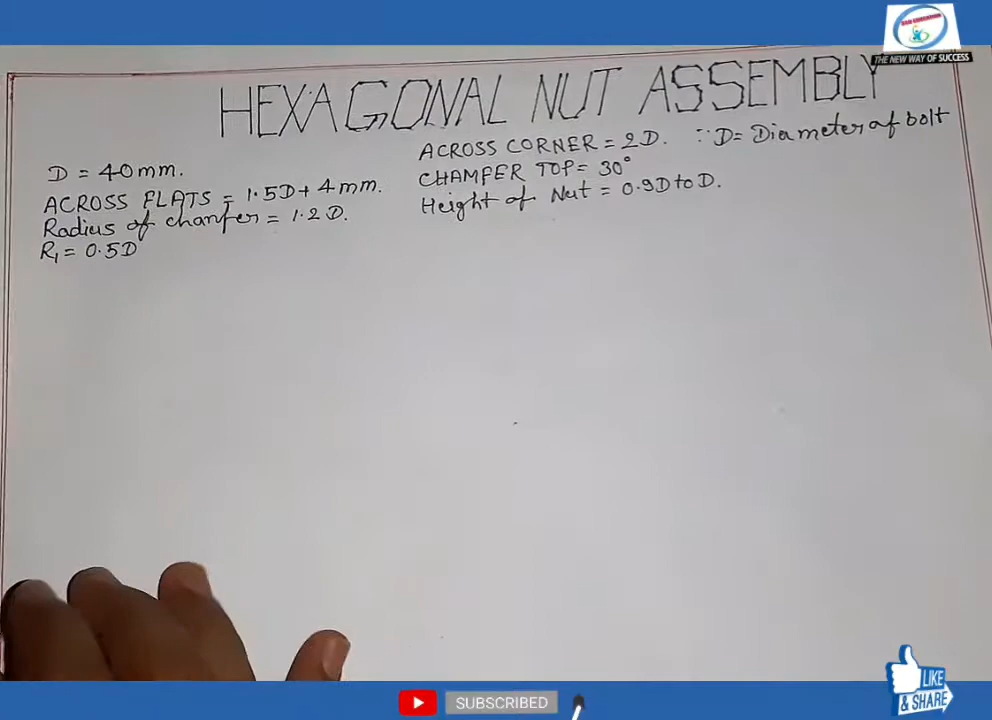 THE NEW WAY OF SUCCESS
HEXAGONAL NUT ASSEMBLY
D = 40mm.
ACROSS FLATS = 1.5D + 4mm.
Radius of chamfer = 1.2 D.
R₁ = 0.5D
ACROSS CORNER = 2D. ∵ D = Diameter of bolt
CHAMFER TOP = 30°
Height of Nut = 0.9D to D.
LIKE
& SHARE
SUBSCRIBED